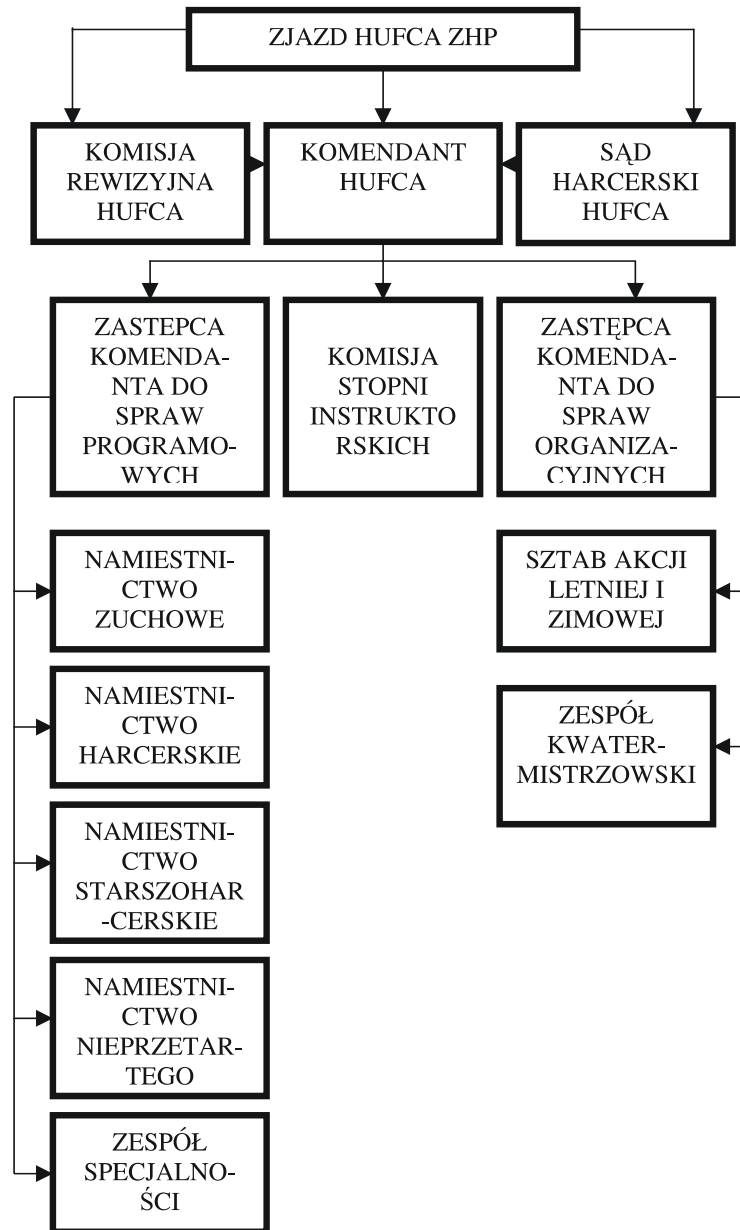 ZJAZD HUFCA ZHP
KOMISJA
REWIZYJNA
HUFCA
KOMENDANT
HUFCA
SĄD
HARCERSKI
HUFCA
ZASTEPCA
KOMENDA-
NTA DO
SPRAW
PROGRAMO-
WYCH
KOMISJA
STOPNI
INSTRUKTO
RSKICH
ZASTĘPCA
KOMENDA-
NTA DO
SPRAW
ORGANIZA-
CYJNYCH
NAMIESTNI-
CTWO
ZUCHOWE
SZTAB AKCJI
LETNIEJ I
ZIMOWEJ
NAMIESTNI-
CTWO
HARCERSKIE
ZESPÓŁ
KWATER-
MISTRZOWSKI
NAMIESTNI-
CTWO
STARSZOHAR
-CERSKIE
NAMIESTNI-
CTWO
NIEPRZETAR-
TEGO
ZESPÓŁ
SPECJALNO-
ŚCI